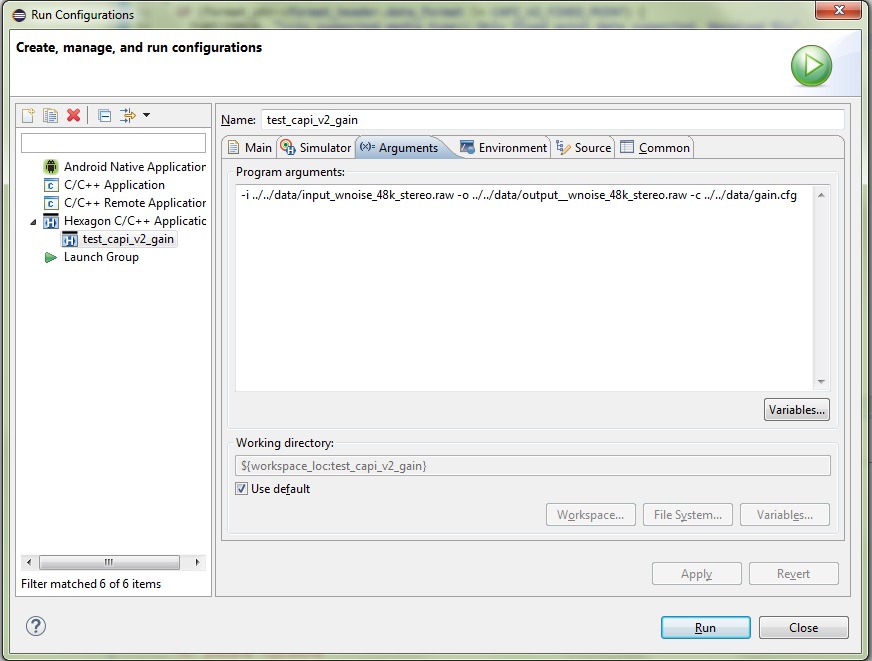 Run Configurations
Create, manage, and run configurations
Name: test_capi_v2_gain
Main Simulator (x)= Arguments Environment Source Common
Android Native Application
C/C++ Application
C/C++ Remote Application
Hexagon C/C++ Applicatic
test_capi_v2_gain
Launch Group
Filter matched 6 of 6 items
Program arguments:
-i ../../data/input_wnoise_48k_stereo.raw -o ../../data/output__wnoise_48k_stereo.raw -c ../../data/gain.cfg
Variables...
Working directory:
${workspace_loc:test_capi_v2_gain}
Use default
Workspace... File System... Variables...
Apply Revert
Run Close